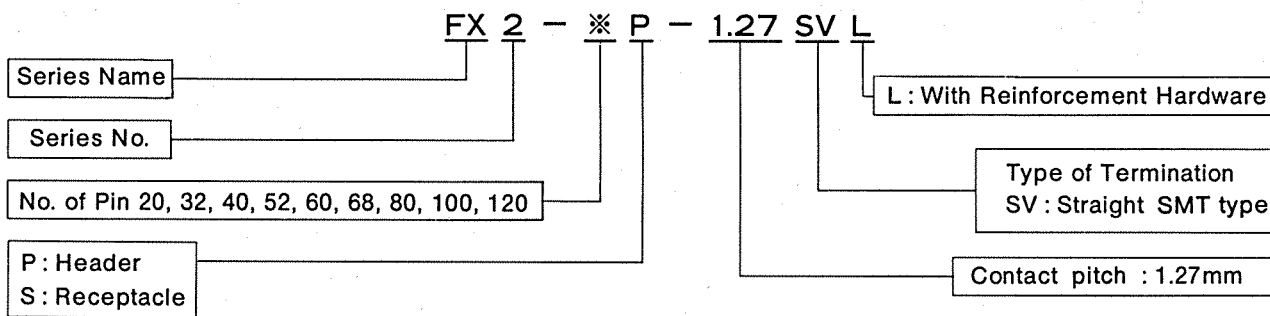 FX 2 - ※ P - 1.27 SV L
Series Name
Series No.
No. of Pin 20, 32, 40, 52, 60, 68, 80, 100, 120
P : Header
S : Receptacle
L : With Reinforcement Hardware
Type of Termination
SV : Straight SMT type
Contact pitch : 1.27mm